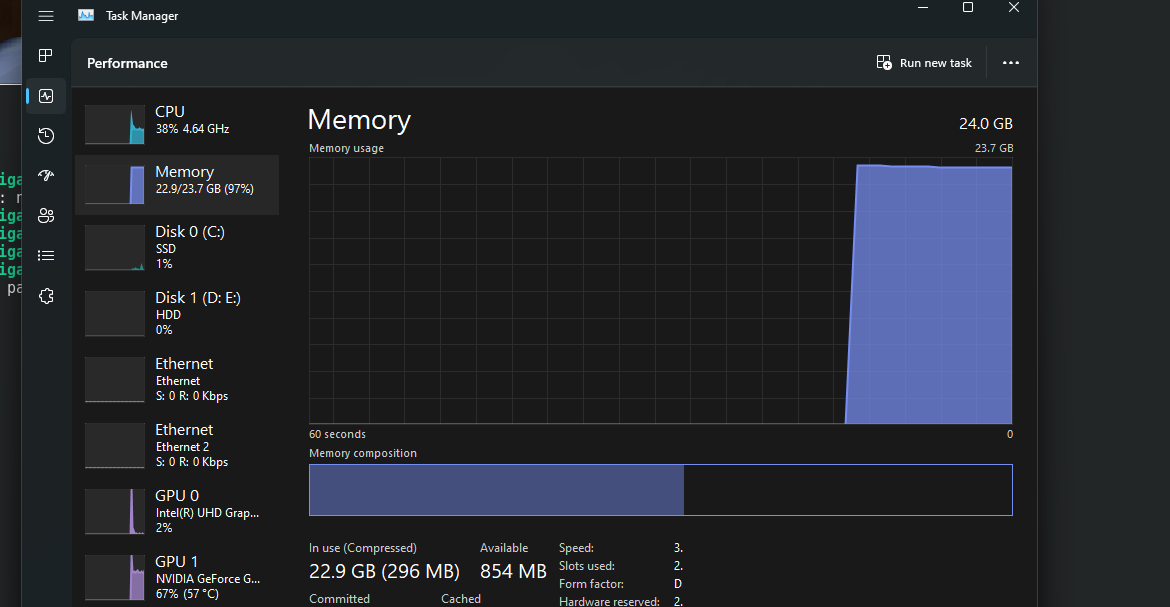 Task Manager
Performance
Run new task
CPU
38% 4.64 GHz
Memory
22.9/23.7 GB (97%)
Disk 0 (C:)
SSD
1%
Disk 1 (D: E:)
HDD
0%
Ethernet
Ethernet
S: 0 R: 0 Kbps
Ethernet
Ethernet 2
S: 0 R: 0 Kbps
GPU 0
Intel(R) UHD Grap...
2%
GPU 1
NVIDIA GeForce G...
67% (57 °C)
Memory
24.0 GB
Memory usage
23.7 GB
60 seconds
0
Memory composition
In use (Compressed)
22.9 GB (296 MB)
Available
854 MB
Committed
Cached
Speed: 3.
Slots used: 2.
Form factor: D
Hardware reserved: 2.
iga
: r
iga
iga
iga
iga
pa